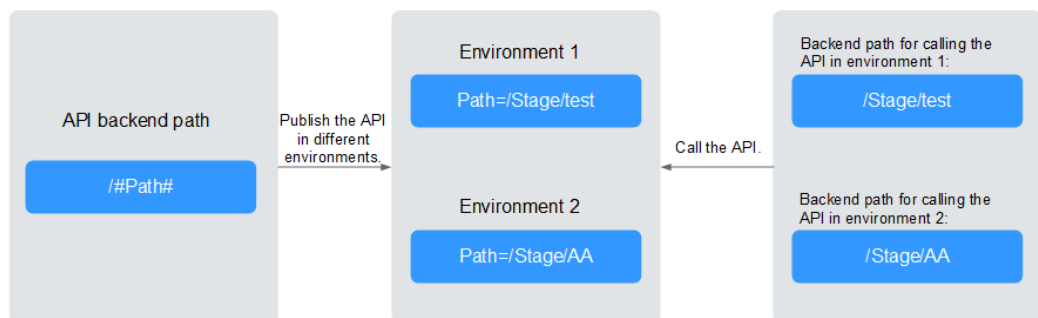 API backend path
/#Path#
Publish the API
in different
environments.
Environment 1
Path=/Stage/test
Environment 2
Path=/Stage/AA
Call the API.
Backend path for calling the
API in environment 1:
/Stage/test
Backend path for calling the
API in environment 2:
/Stage/AA